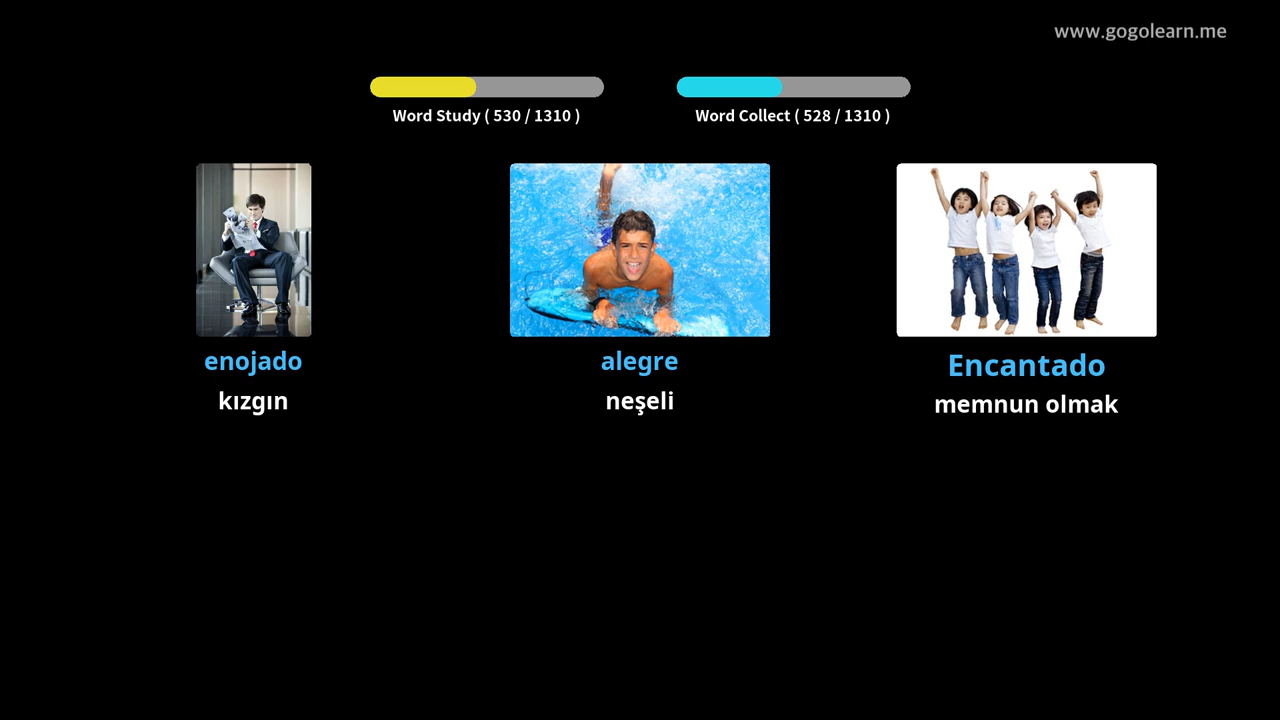 www.gogolearn.me
Word Study ( 530 / 1310 )
Word Collect ( 528 / 1310 )
enojado
kızgın
alegre
neşeli
Encantado
memnun olmak